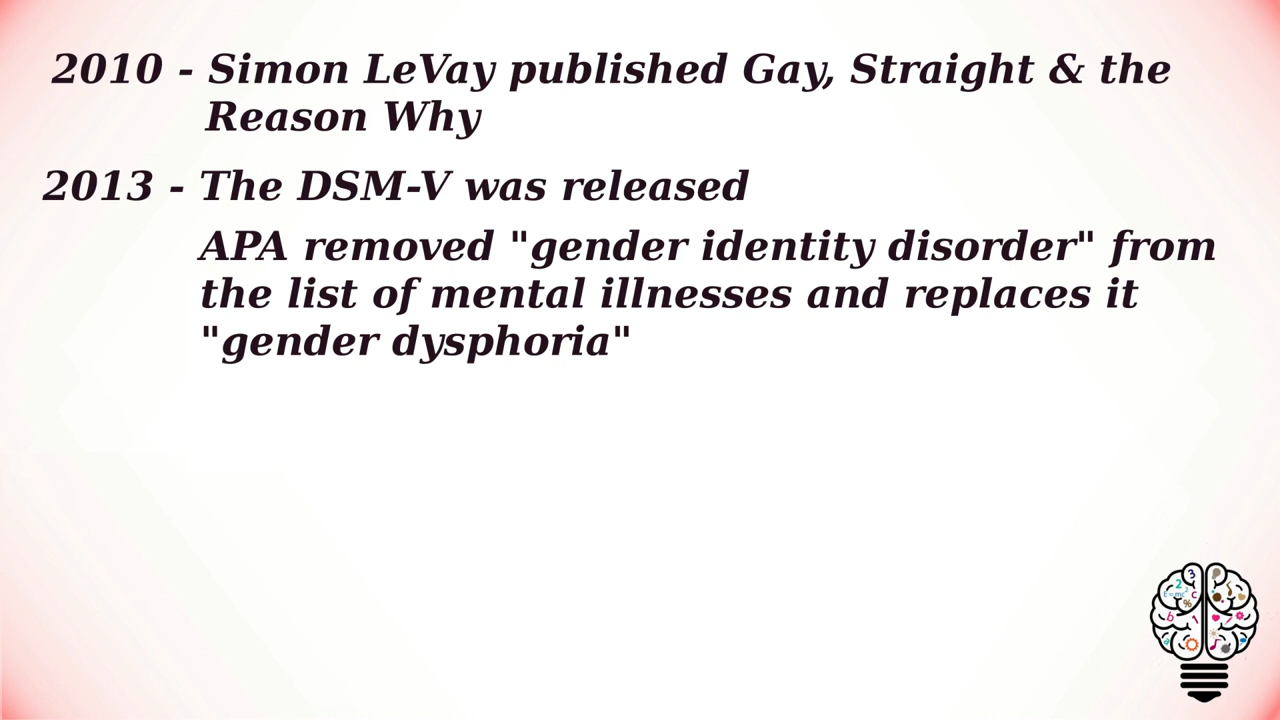 2010 - Simon LeVay published Gay, Straight & the
Reason Why
2013 - The DSM-V was released
APA removed "gender identity disorder" from
the list of mental illnesses and replaces it
"gender dysphoria"